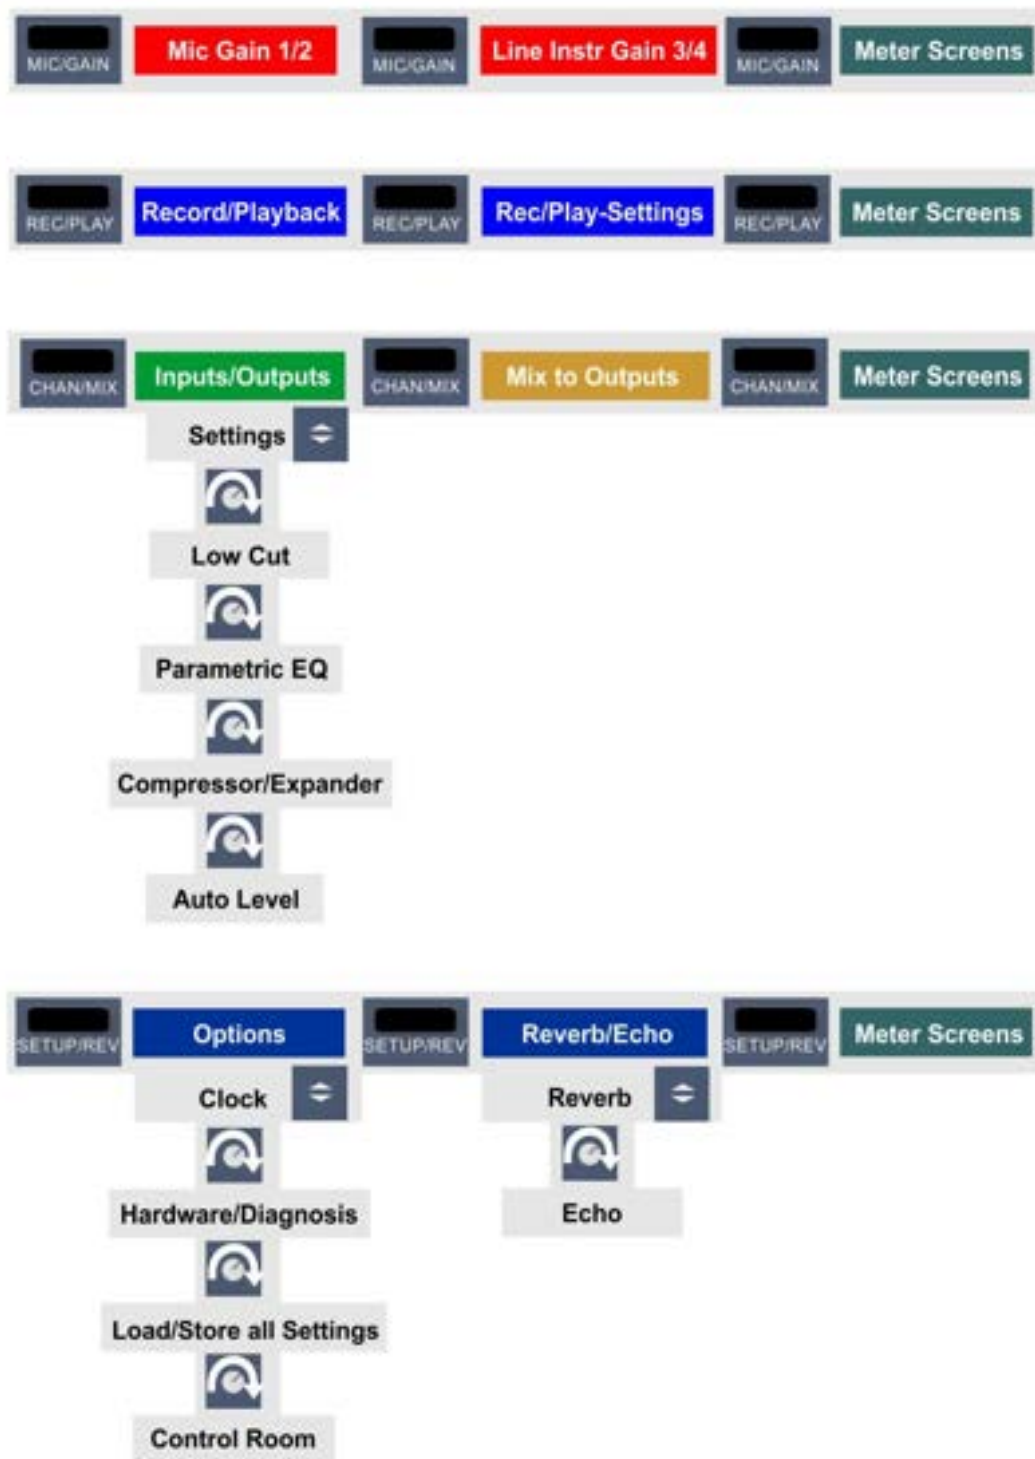 MIC/GAIN Mic Gain 1/2 MIC/GAIN Line Instr Gain 3/4 MIC/GAIN Meter Screens
REC/PLAY Record/Playback REC/PLAY Rec/Play-Settings REC/PLAY Meter Screens
CHAN/MIX Inputs/Outputs CHAN/MIX Mix to Outputs CHAN/MIX Meter Screens
Settings
Low Cut
Parametric EQ
Compressor/Expander
Auto Level
SETUP/REV Options SETUP/REV Reverb/Echo SETUP/REV Meter Screens
Clock Reverb
Hardware/Diagnosis Echo
Load/Store all Settings
Control Room